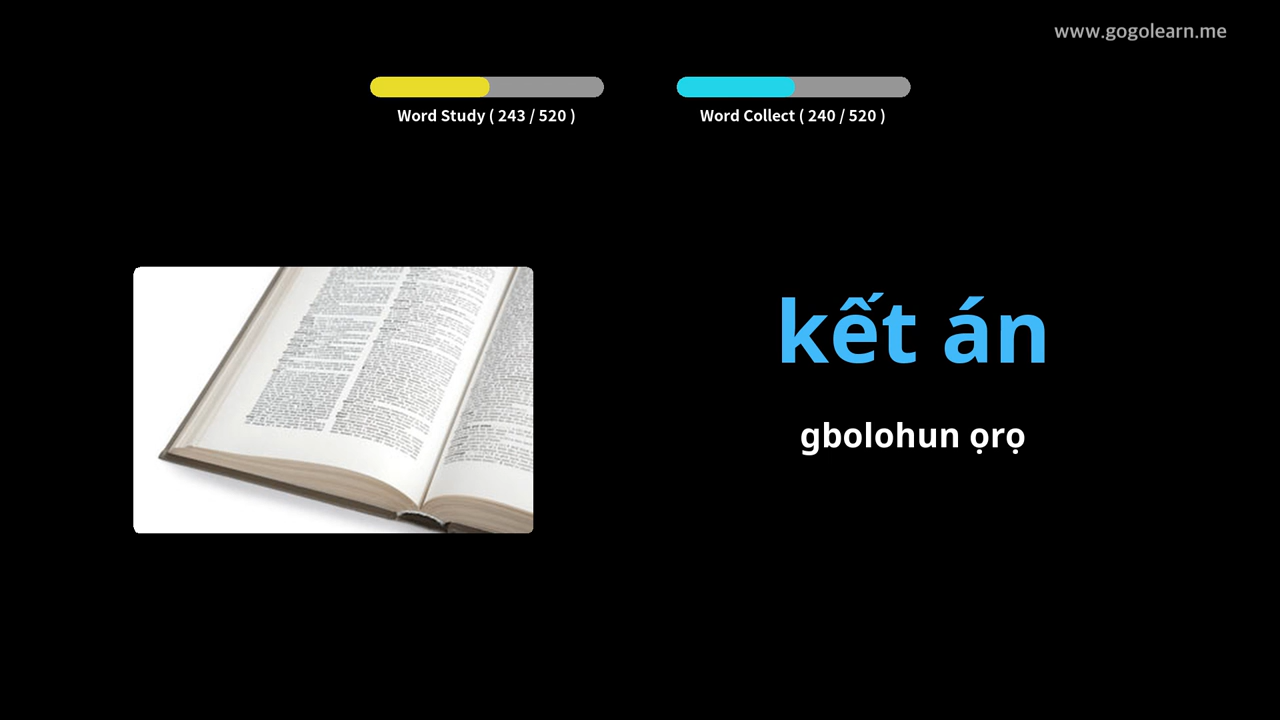 www.gogolearn.me
Word Study ( 243 / 520 )
Word Collect ( 240 / 520 )
kết án
gbolohun ọrọ